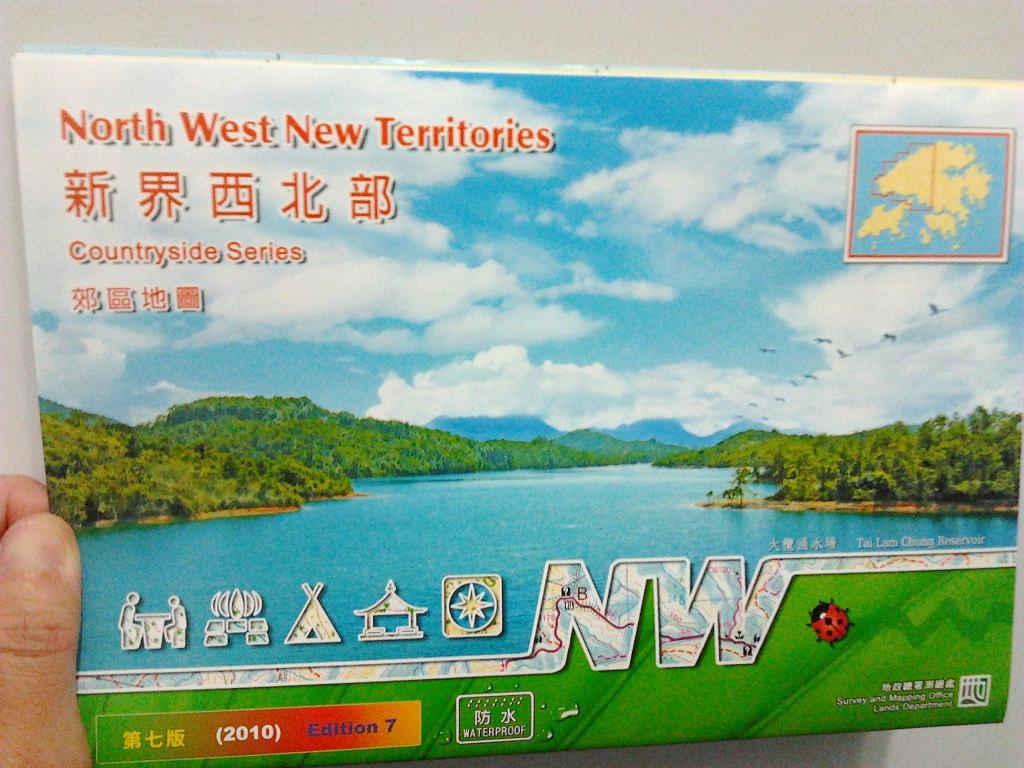 North West New Territories
新界西北部
Countryside Series
郊區地圖
大欖涌水塘 Tai Lam Chung Reservoir
NW
B
地政總署測繪處
Survey and Mapping Office
Lands Department
防水
WATERPROOF
第七版 (2010) Edition 7